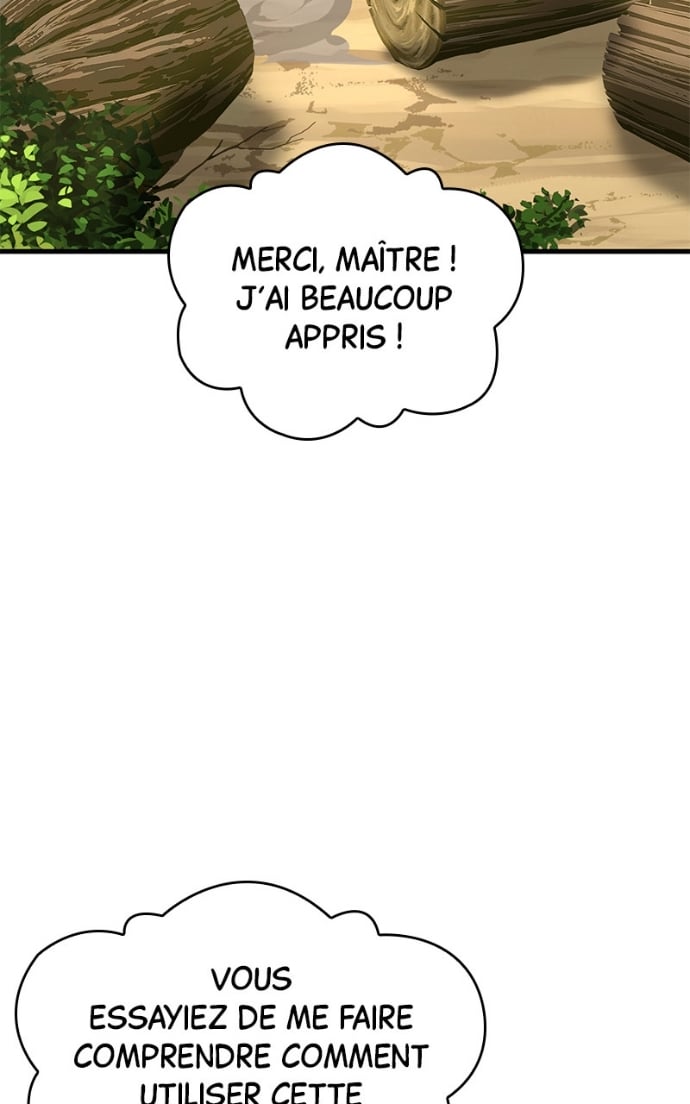 MERCI, MAÎTRE !
J'AI BEAUCOUP
APPRIS !
VOUS
ESSAYIEZ DE ME FAIRE
COMPRENDRE COMMENT
UTILISER CETTE